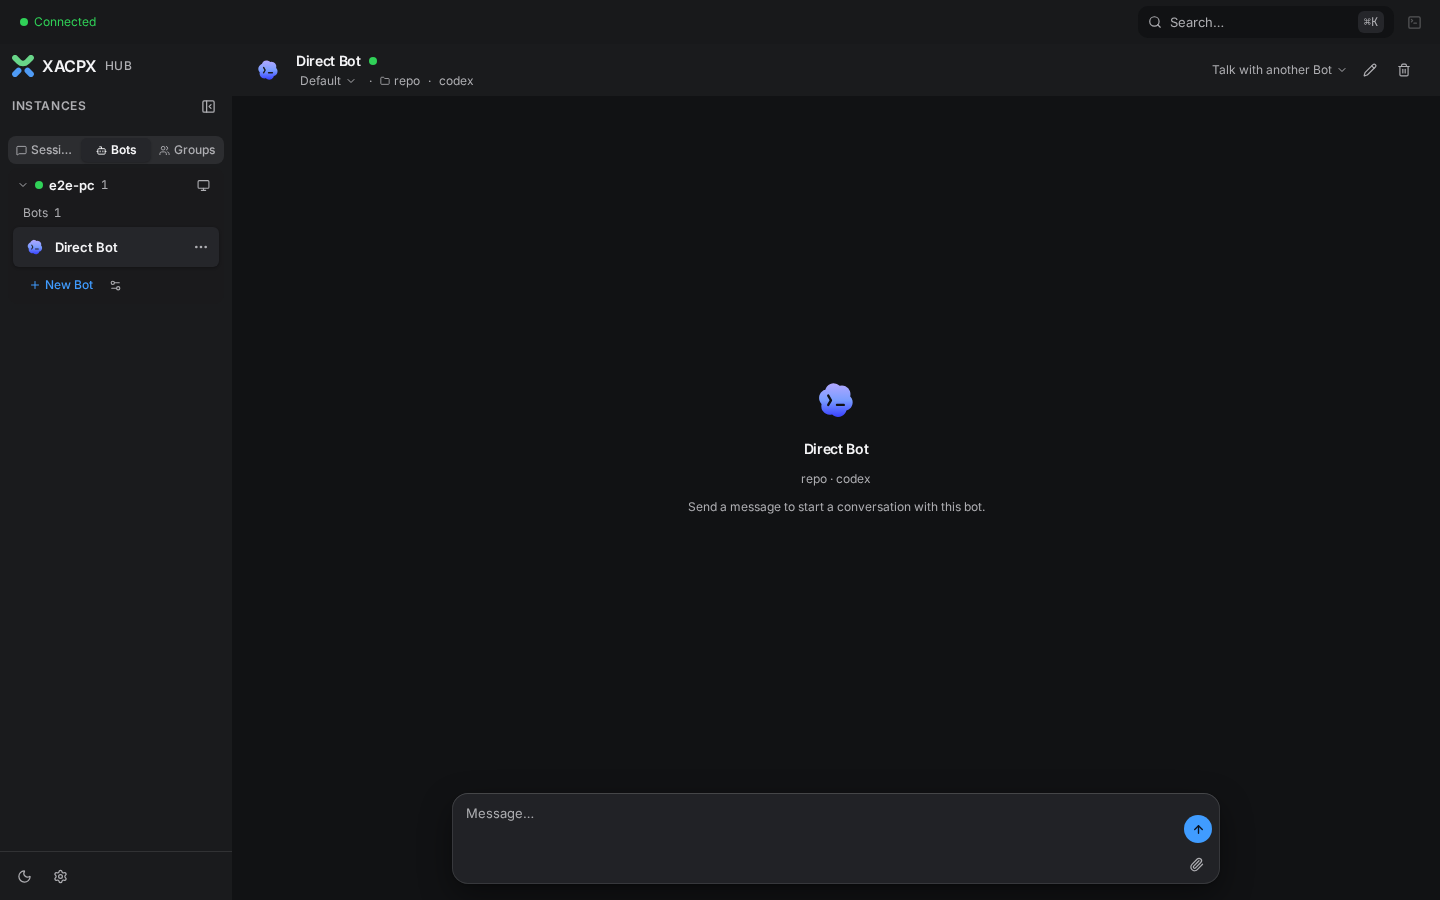 Connected
Search...
⌘K
XACPX HUB
Direct Bot
Default
· repo · codex
Talk with another Bot
INSTANCES
Sessi...
Bots
Groups
e2e-pc 1
Bots 1
Direct Bot
New Bot
Direct Bot
repo · codex
Send a message to start a conversation with this bot.
Message...